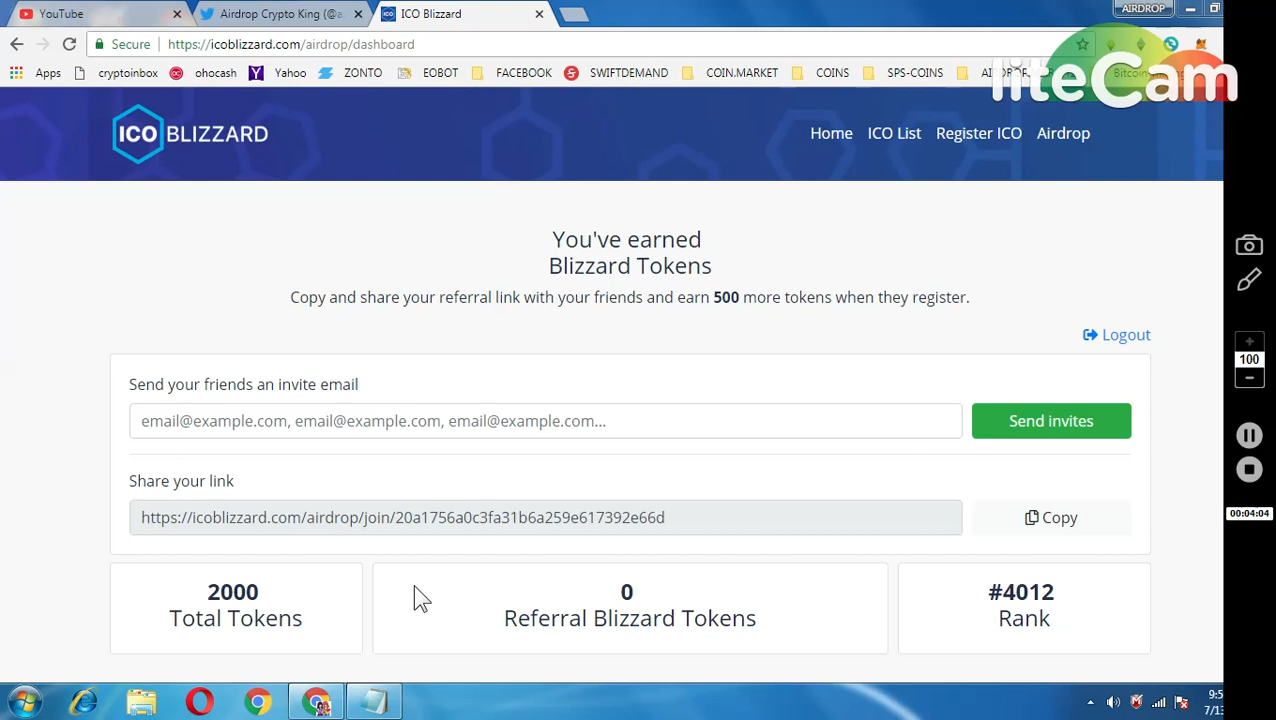 YouTube
Airdrop Crypto King (@a
ICO Blizzard
AIRDROP
Secure
https://icoblizzard.com/airdrop/dashboard
Apps
cryptoinbox
ohocash
Yahoo
EOBOT
FACEBOOK
SWIFTDEMAND
COIN.MARKET
COINS
SPS-COINS
liteCam
ICO BLIZZARD
Home
ICO List
Register ICO
Airdrop
You've earned
Blizzard Tokens
Copy and share your referral link with your friends and earn 500 more tokens when they register.
Logout
Send your friends an invite email
email@example.com, email@example.com, email@example.com...
Send invites
Share your link
https://icoblizzard.com/airdrop/join/20a1756a0c3fa31b6a259e617392e66d
Copy
2000
Total Tokens
0
Referral Blizzard Tokens
#4012
Rank
100
00:04:04
9:5
7/13